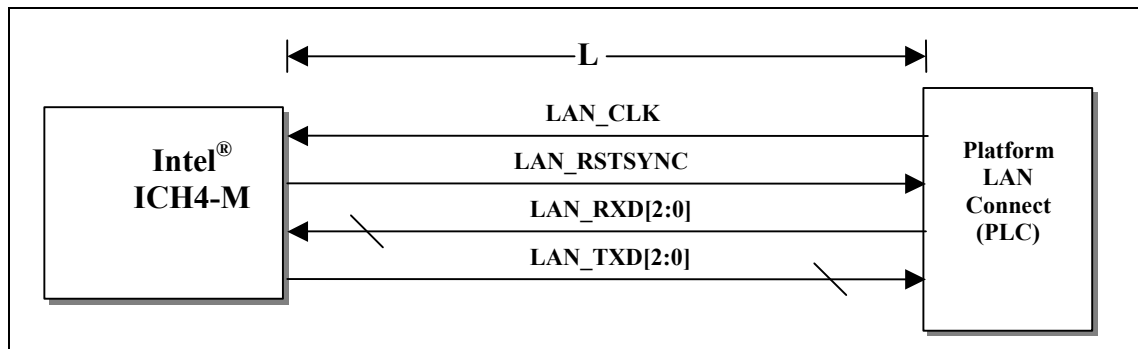 L
LAN_CLK
LAN_RSTSYNC
LAN_RXD[2:0]
LAN_TXD[2:0]
Intel®
ICH4-M
Platform
LAN
Connect
(PLC)